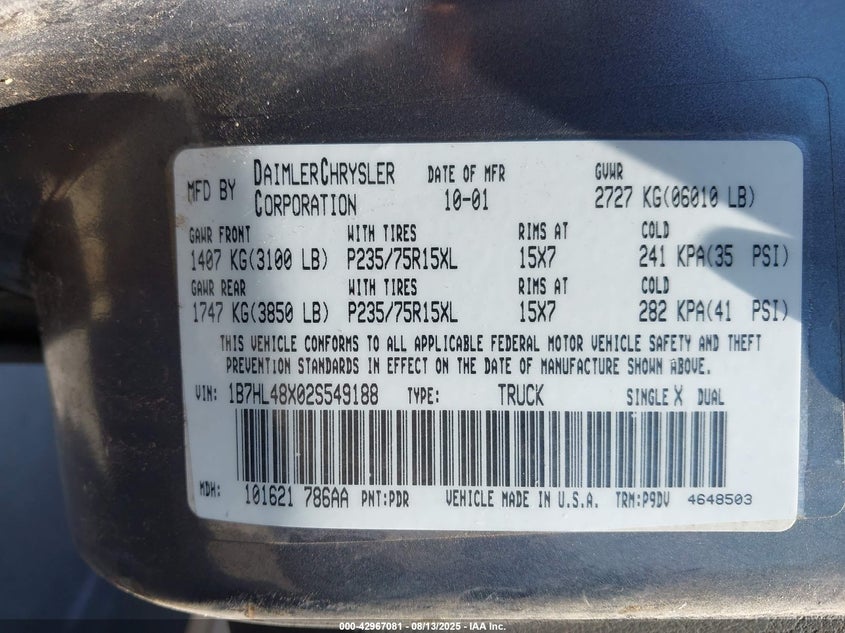 MFD BY DAIMLERCHRYSLER CORPORATION DATE OF MFR 10-01 GVWR 2727 KG(06010 LB)
GAWR FRONT WITH TIRES RIMS AT COLD
1407 KG(3100 LB) P235/75R15XL 15X7 241 KPA(35 PSI)
GAWR REAR WITH TIRES RIMS AT COLD
1747 KG(3850 LB) P235/75R15XL 15X7 282 KPA(41 PSI)
THIS VEHICLE CONFORMS TO ALL APPLICABLE FEDERAL MOTOR VEHICLE SAFETY AND THEFT
PREVENTION STANDARDS IN EFFECT ON THE DATE OF MANUFACTURE SHOWN ABOVE.
VIN: 1B7HL48X02S549188 TYPE: TRUCK SINGLE X DUAL
MDH: 101621 786AA PNT:PDR VEHICLE MADE IN U.S.A. TRM:P9DV 4648503
000-42967081 - 08/13/2025 - IAA Inc.